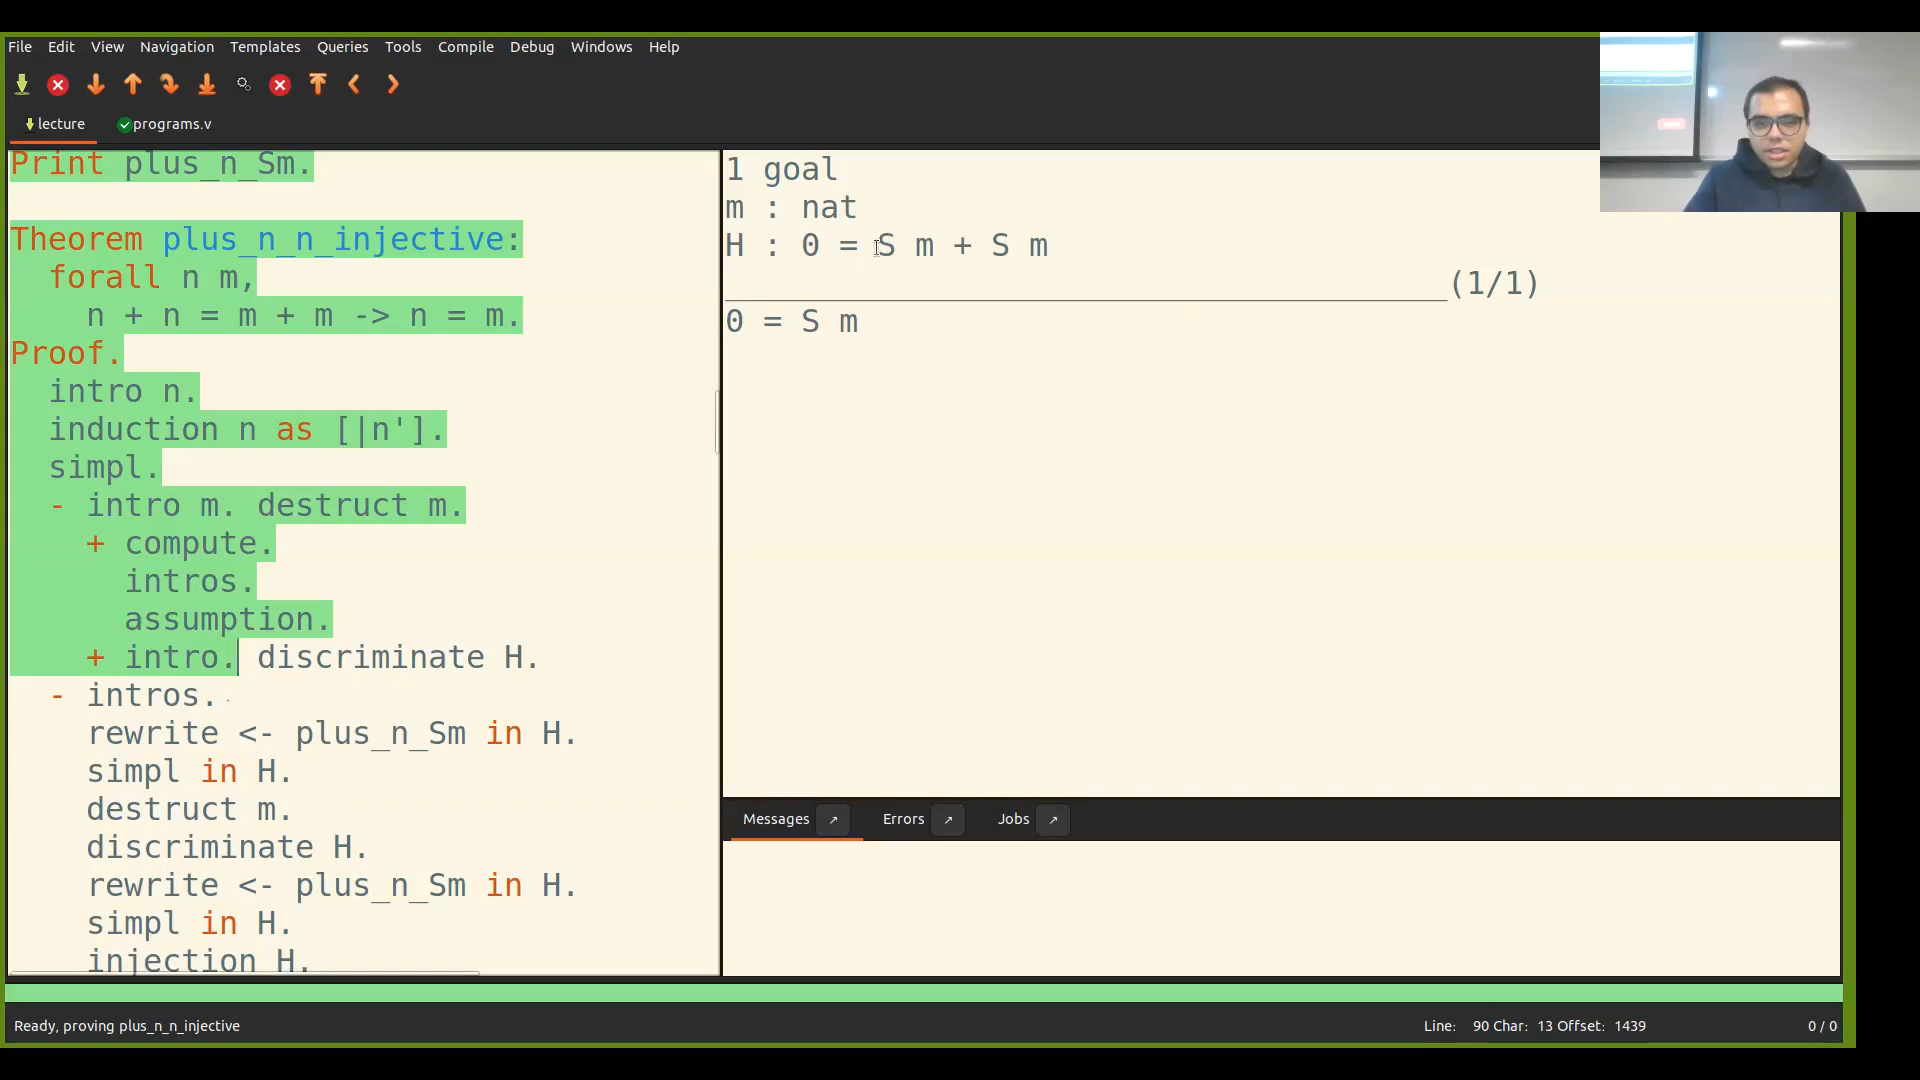 File Edit View Navigation Templates Queries Tools Compile Debug Windows Help
lecture programs.v
Print plus_n_Sm.
Theorem plus_n_n_injective:
forall n m,
n + n = m + m -> n = m.
Proof.
intro n.
induction n as [|n'].
simpl.
- intro m. destruct m.
+ compute.
intros.
assumption.
+ intro. discriminate H.
- intros.
rewrite <- plus_n_Sm in H.
simpl in H.
destruct m.
discriminate H.
rewrite <- plus_n_Sm in H.
simpl in H.
injection H.
1 goal
m : nat
H : 0 = S m + S m
(1/1)
0 = S m
Messages Errors Jobs
Ready, proving plus_n_n_injective
Line: 90 Char: 13 Offset: 1439
0 / 0